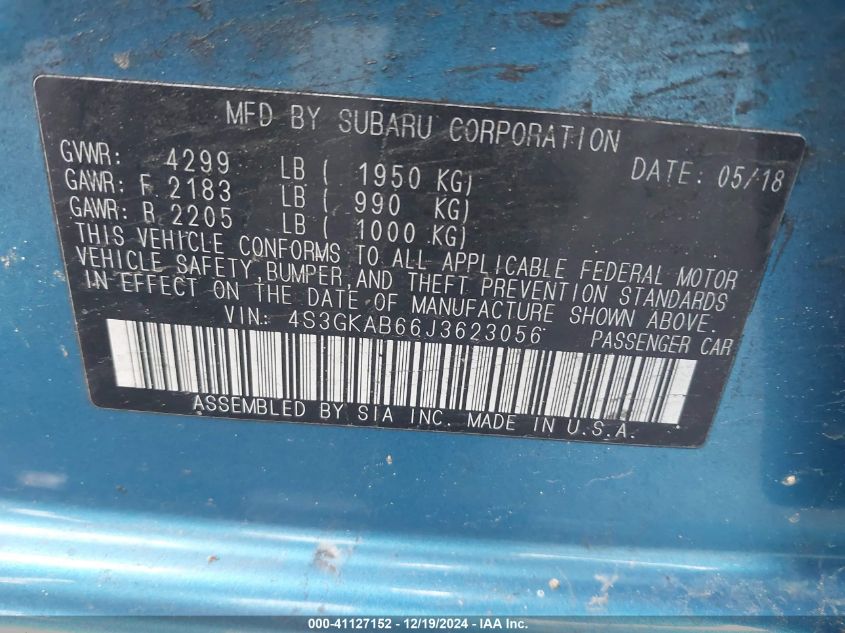 MFD BY SUBARU CORPORATION
GVWR: 4299 LB ( 1950 KG) DATE: 05/18
GAWR: F 2183 LB ( 990 KG)
GAWR: R 2205 LB ( 1000 KG)
THIS VEHICLE CONFORMS TO ALL APPLICABLE FEDERAL MOTOR
VEHICLE SAFETY BUMPER, AND THEFT PREVENTION STANDARDS
IN EFFECT ON THE DATE OF MANUFACTURE SHOWN ABOVE.
VIN: 4S3GKAB66J3623056 PASSENGER CAR
ASSEMBLED BY SIA INC. MADE IN U.S.A.
000-41127152 - 12/19/2024 - IAA Inc.